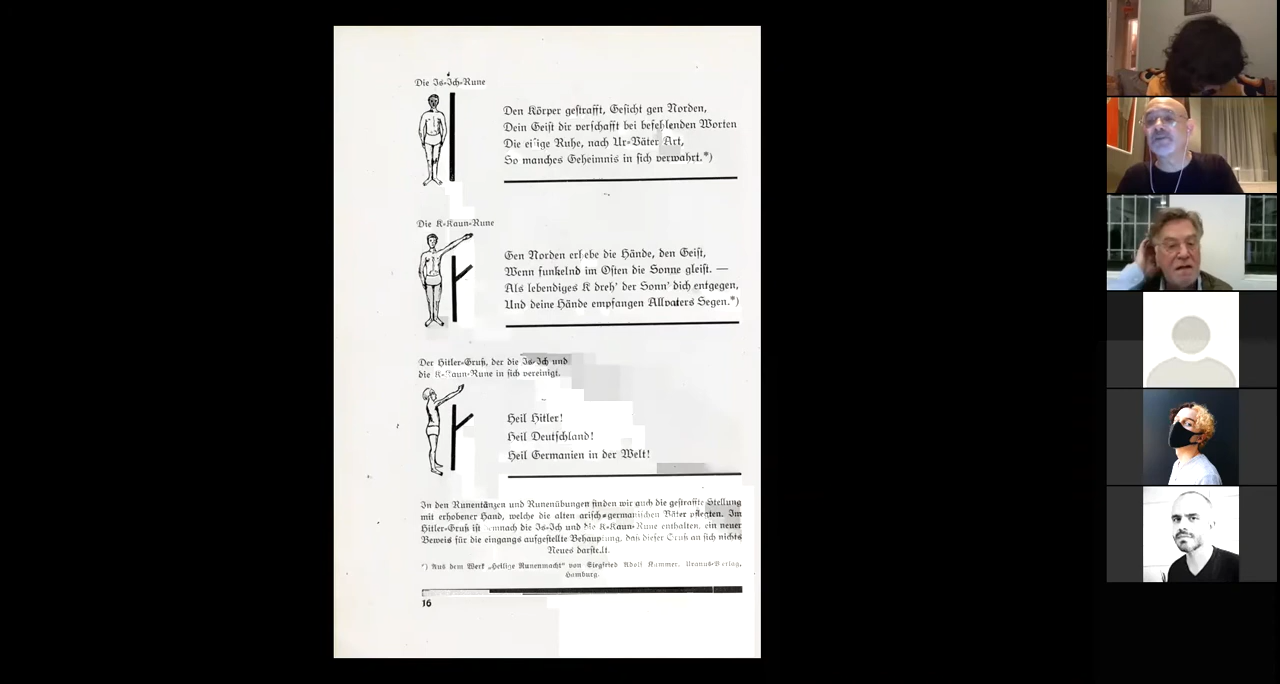 Die Is-Ich-Rune
Den Körper gestrafft, Gesicht gen Norden,
Dein Geist dir verschafft bei befehlenden Worten
Die eisige Ruhe, nach Ur-Väter Art,
So manches Geheimnis in sich verwahrt.*)
Die K-Kaun-Rune
Gen Norden erhebe die Hände, den Geist,
Wenn funkelnd im Osten die Sonne gleist. —
Als lebendiges K dreh' der Sonn' dich entgegen,
Und deine Hände empfangen Allvaters Segen.*)
Der Hitler-Gruß, der die Is-Ich und
die K-Kaun-Rune in sich vereinigt.
Heil Hitler!
Heil Deutschland!
Heil Germanien in der Welt!
In den Runentänzen und Runenübungen finden wir auch die gestraffte Stellung
mit erhobener Hand, welche die alten arisch-germanischen Väter pflegten. Im
Hitler-Gruß ist demnach die Is-Ich und die K-Kaun-Rune enthalten, ein neuer
Beweis für die eingangs aufgestellte Behauptung, daß dieser Gruß an sich nichts
Neues darstellt.
*) Aus dem Werk „Heilige Runenmacht" von Siegfried Adolf Kummer. Uranus-Verlag,
Hamburg.
16